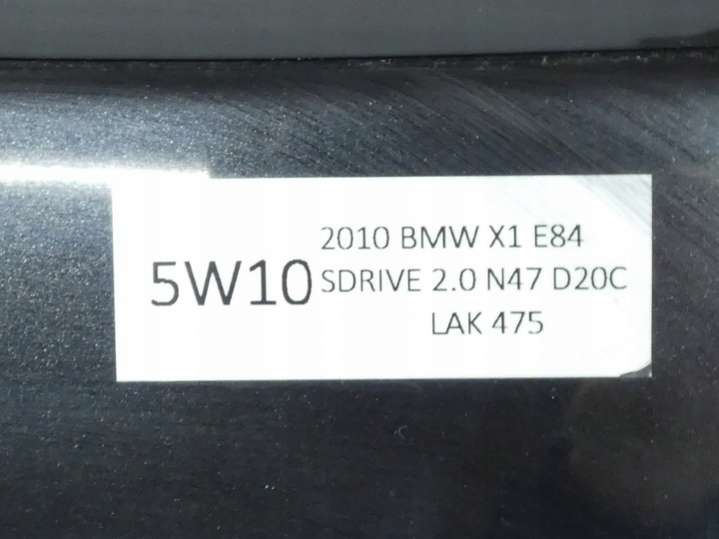 5W10
2010 BMW X1 E84
SDRIVE 2.0 N47 D20C
LAK 475